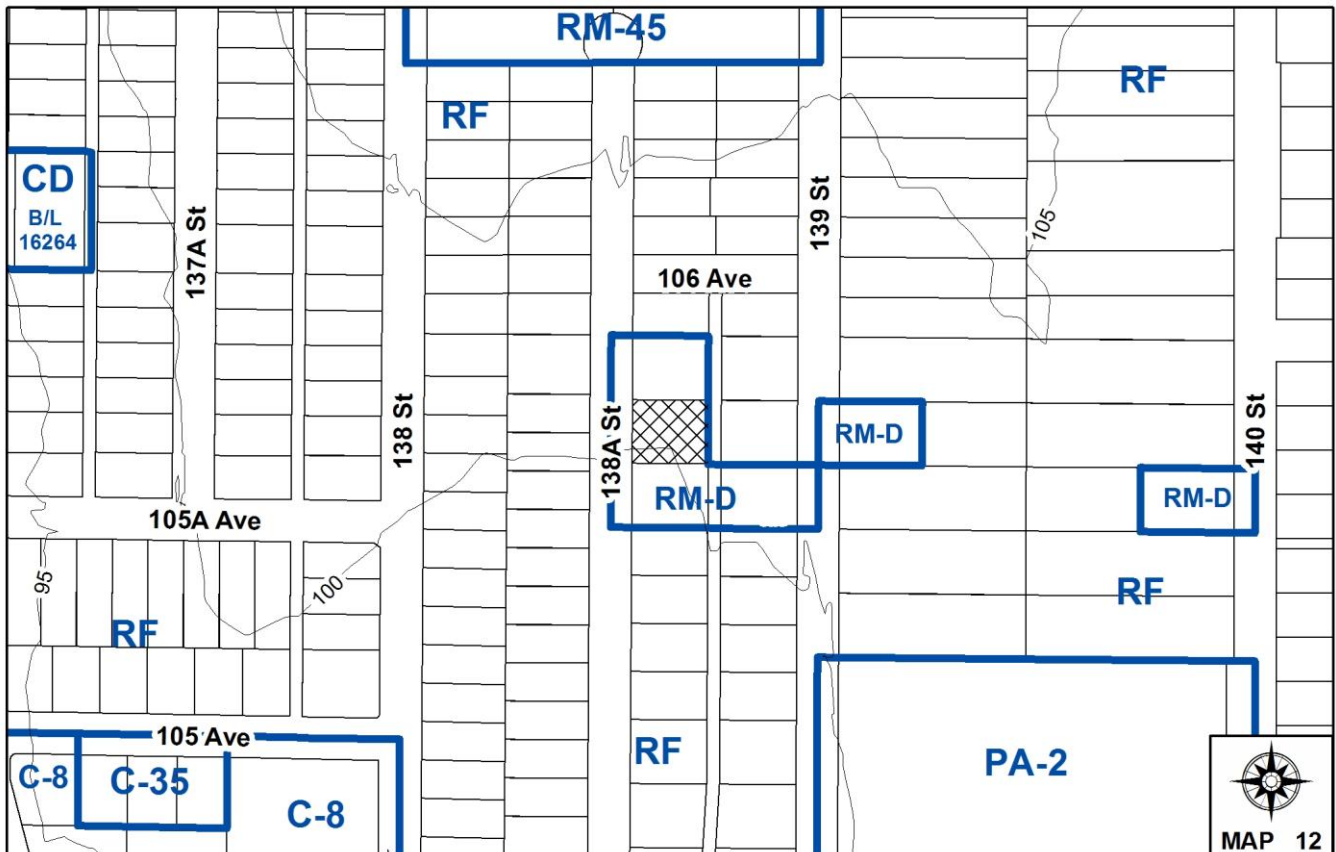 RM-45
RF
RF
CD
B/L
16264
137A St
139 St
105
106 Ave
138 St
138A St
RM-D
140 St
RM-D
RM-D
105A Ave
95
100
RF
RF
105 Ave
RF
C-8
C-35
C-8
PA-2
MAP 12